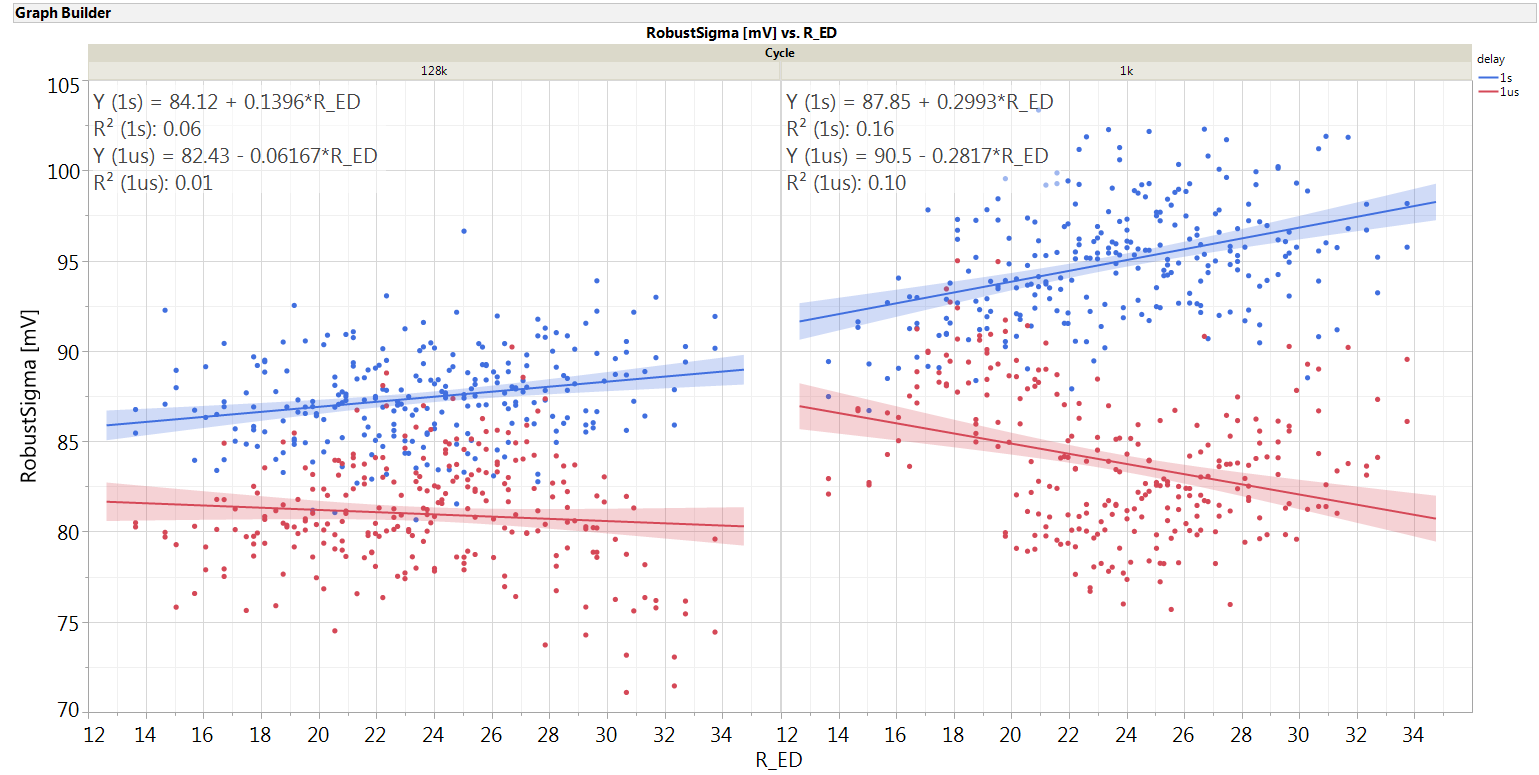 Graph Builder
RobustSigma [mV] vs. R_ED
Cycle
128k 1k
delay
1s
1us
Y (1s) = 84.12 + 0.1396*R_ED
R² (1s): 0.06
Y (1us) = 82.43 - 0.06167*R_ED
R² (1us): 0.01
Y (1s) = 87.85 + 0.2993*R_ED
R² (1s): 0.16
Y (1us) = 90.5 - 0.2817*R_ED
R² (1us): 0.10
RobustSigma [mV]
105
100
95
90
85
80
75
70
12 14 16 18 20 22 24 26 28 30 32 34 12 14 16 18 20 22 24 26 28 30 32 34
R_ED